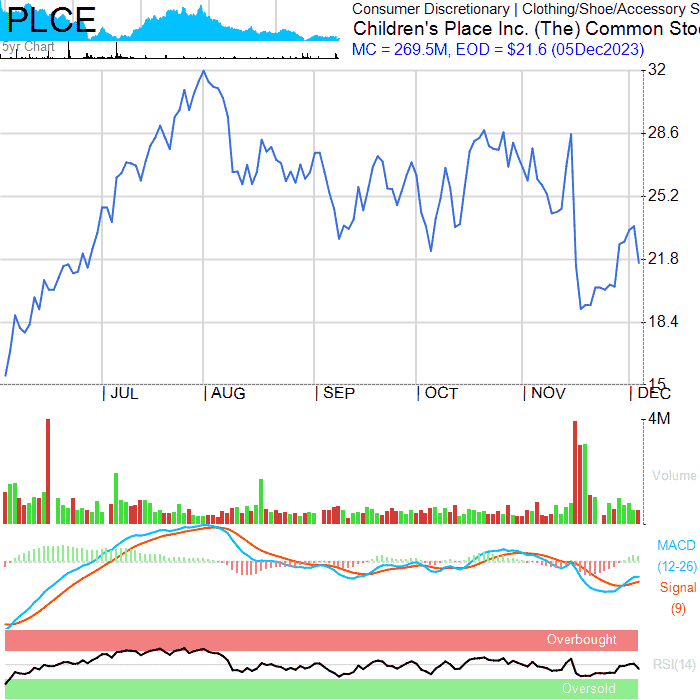 PLCE
5yr Chart
Consumer Discretionary | Clothing/Shoe/Accessory S
Children's Place Inc. (The) Common Stoc
MC = 269.5M, EOD = $21.6 (05Dec2023)
32
28.6
25.2
21.8
18.4
15
| JUL | AUG | SEP | OCT | NOV | DEC
4M
Volume
MACD
(12-26)
Signal
(9)
Overbought
RSI(14)
Oversold